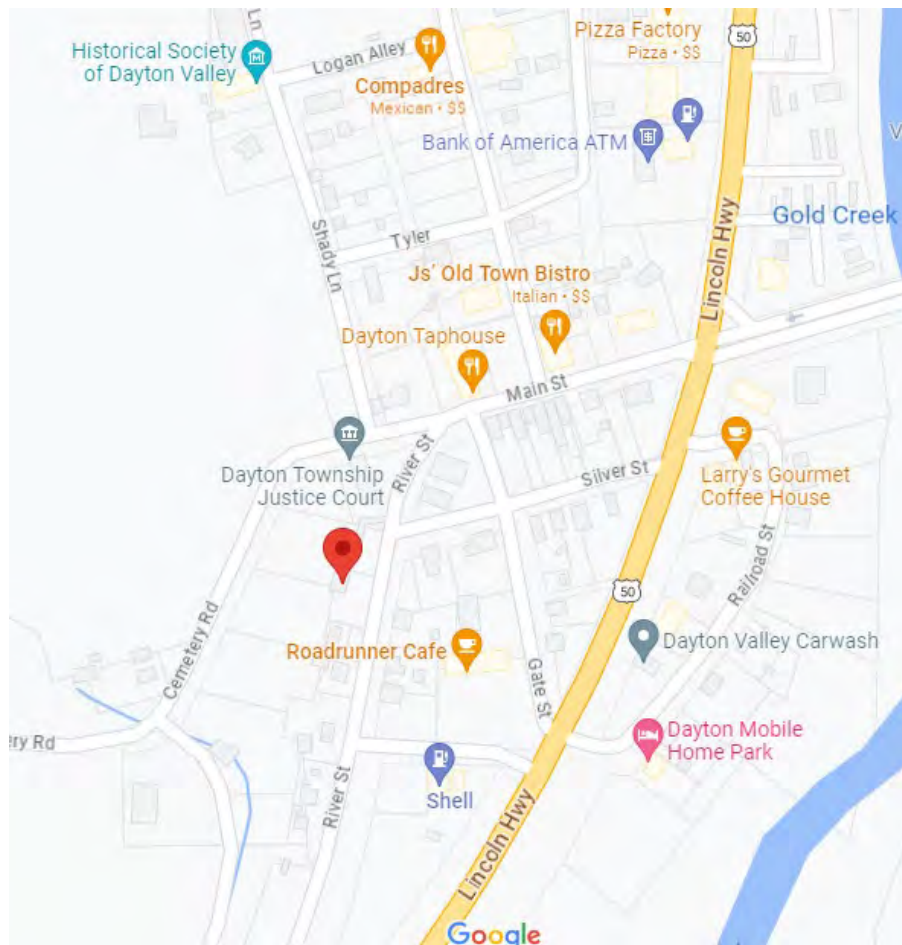 Ln
Historical Society
of Dayton Valley
Logan Alley
Compadres
Mexican • $$
Pizza Factory
Pizza • $$
50
Bank of America ATM
V
Gold Creek
Shady Ln
Tyler
Lincoln Hwy
Js' Old Town Bistro
Italian • $$
Dayton Taphouse
Main St
Dayton Township
Justice Court
River St
Silver St
Larry's Gourmet
Coffee House
Railroad St
50
Cemetery Rd
Roadrunner Cafe
Gate St
Dayton Valley Carwash
ery Rd
River St
Shell
Dayton Mobile
Home Park
Lincoln Hwy
Google